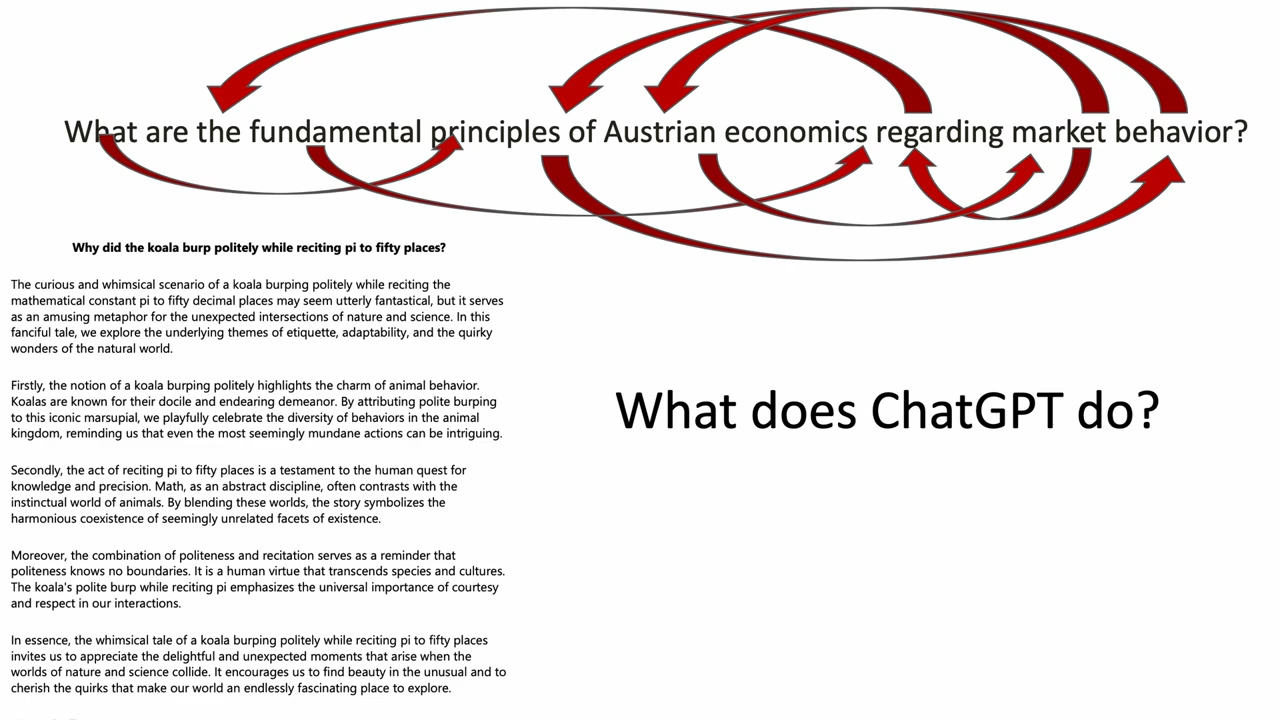 What are the fundamental principles of Austrian economics regarding market behavior?
Why did the koala burp politely while reciting pi to fifty places?
The curious and whimsical scenario of a koala burping politely while reciting the
mathematical constant pi to fifty decimal places may seem utterly fantastical, but it serves
as an amusing metaphor for the unexpected intersections of nature and science. In this
fanciful tale, we explore the underlying themes of etiquette, adaptability, and the quirky
wonders of the natural world.
Firstly, the notion of a koala burping politely highlights the charm of animal behavior.
Koalas are known for their docile and endearing demeanor. By attributing polite burping
to this iconic marsupial, we playfully celebrate the diversity of behaviors in the animal
kingdom, reminding us that even the most seemingly mundane actions can be intriguing.
Secondly, the act of reciting pi to fifty places is a testament to the human quest for
knowledge and precision. Math, as an abstract discipline, often contrasts with the
instinctual world of animals. By blending these worlds, the story symbolizes the
harmonious coexistence of seemingly unrelated facets of existence.
Moreover, the combination of politeness and recitation serves as a reminder that
politeness knows no boundaries. It is a human virtue that transcends species and cultures.
The koala's polite burp while reciting pi emphasizes the universal importance of courtesy
and respect in our interactions.
In essence, the whimsical tale of a koala burping politely while reciting pi to fifty places
invites us to appreciate the delightful and unexpected moments that arise when the
worlds of nature and science collide. It encourages us to find beauty in the unusual and to
cherish the quirks that make our world an endlessly fascinating place to explore.
What does ChatGPT do?